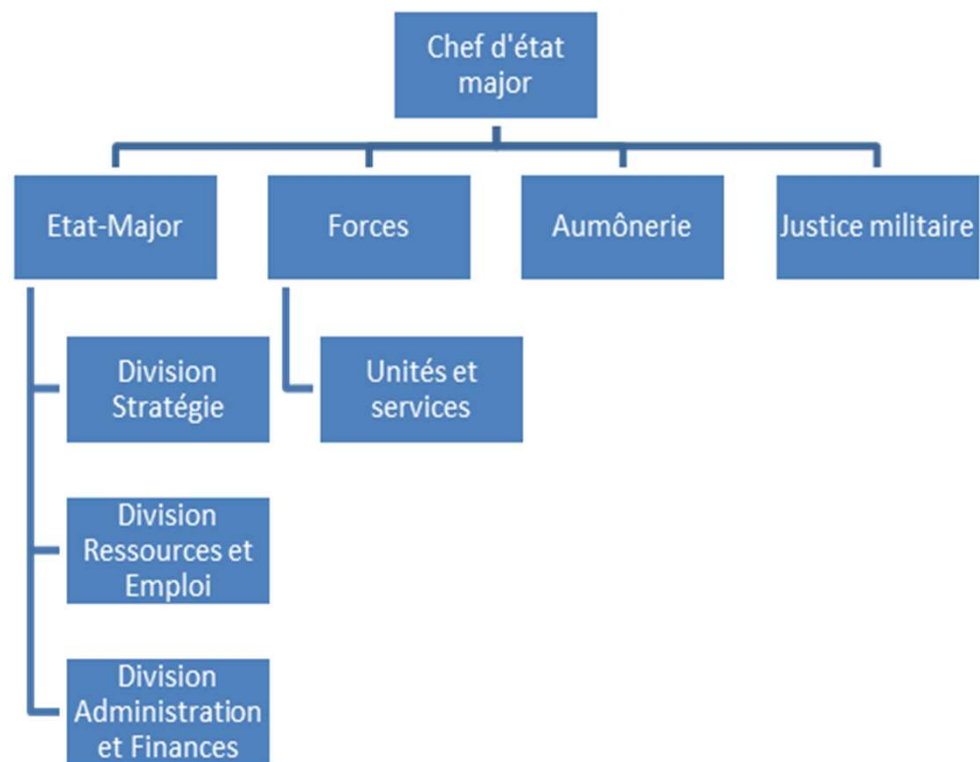 Chef d'état
major
Etat-Major
Forces
Aumônerie
Justice militaire
Division
Stratégie
Unités et
services
Division
Ressources et
Emploi
Division
Administration
et Finances